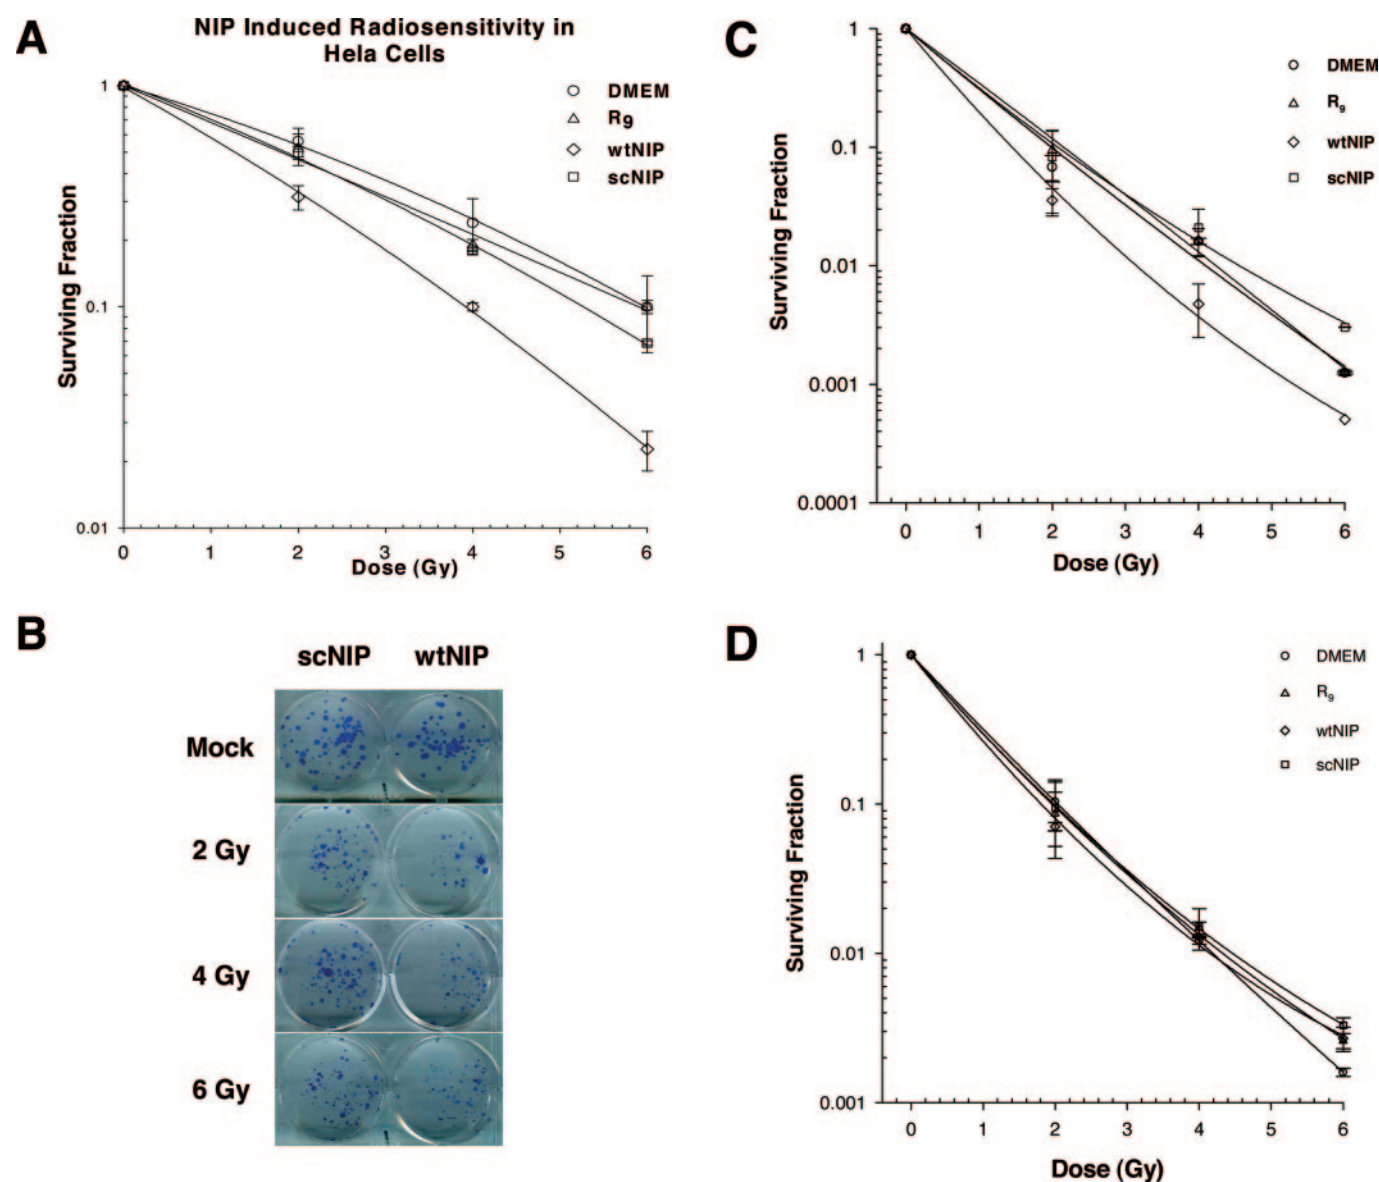 A
NIP Induced Radiosensitivity in
Hela Cells
DMEM
R9
wtNIP
scNIP
1
0.1
0.01
Surviving Fraction
0
1
2
3
4
5
6
Dose (Gy)
B
scNIP
wtNIP
Mock
2 Gy
4 Gy
6 Gy
C
DMEM
R9
wtNIP
scNIP
1
0.1
0.01
0.001
0.0001
Surviving Fraction
0
1
2
3
4
5
6
Dose (Gy)
D
DMEM
R9
wtNIP
scNIP
1
0.1
0.01
0.001
Surviving Fraction
0
1
2
3
4
5
6
Dose (Gy)